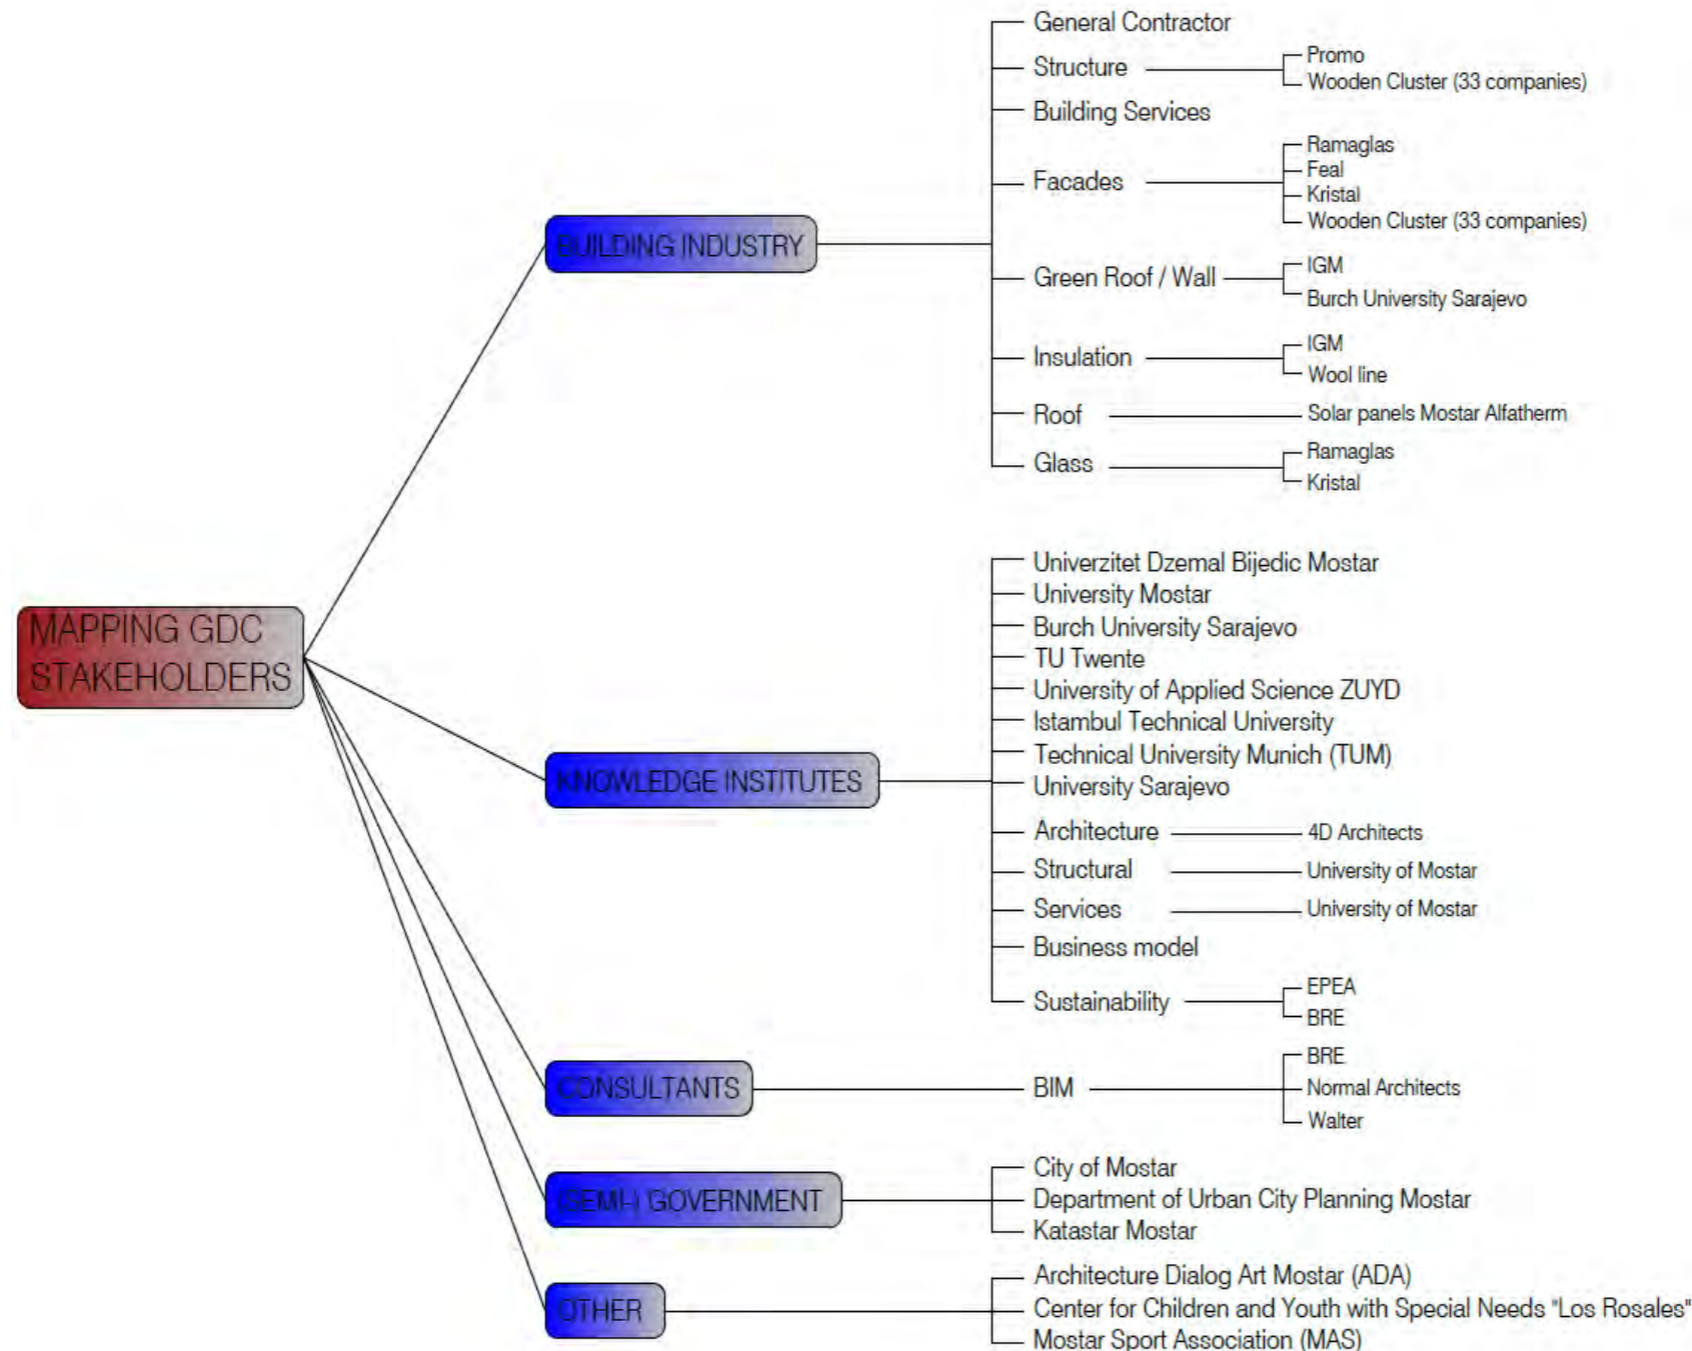 MAPPING GDC
STAKEHOLDERS
BUILDING INDUSTRY
General Contractor
Structure
Promo
Wooden Cluster (33 companies)
Building Services
Facades
Ramaglas
Feal
Kristal
Wooden Cluster (33 companies)
Green Roof / Wall
IGM
Burch University Sarajevo
Insulation
IGM
Wool line
Roof
Solar panels Mostar Alfatherm
Glass
Ramaglas
Kristal
KNOWLEDGE INSTITUTES
Univerzitet Dzemal Bijedic Mostar
University Mostar
Burch University Sarajevo
TU Twente
University of Applied Science ZUYD
Istambul Technical University
Technical University Munich (TUM)
University Sarajevo
Architecture
4D Architects
Structural
University of Mostar
Services
University of Mostar
Business model
Sustainability
EPEA
BRE
CONSULTANTS
BIM
BRE
Normal Architects
Walter
(SEMI-) GOVERNMENT
City of Mostar
Department of Urban City Planning Mostar
Katastar Mostar
OTHER
Architecture Dialog Art Mostar (ADA)
Center for Children and Youth with Special Needs "Los Rosales"
Mostar Sport Association (MAS)